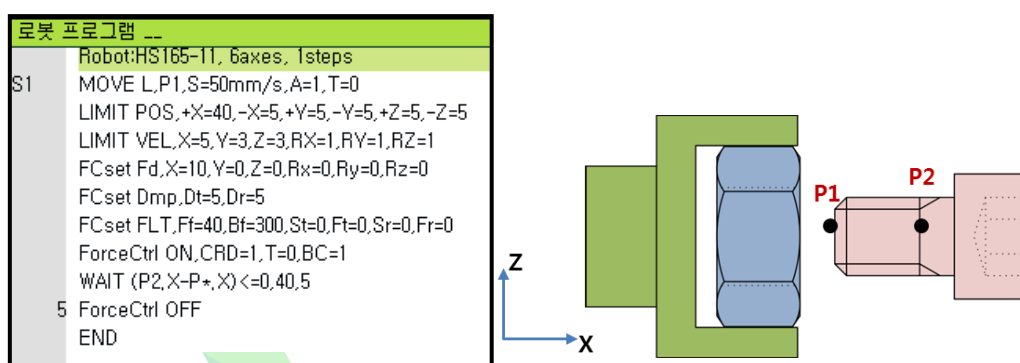 로봇 프로그램 __
Robot:HS165-11, 6axes, 1steps
S1 MOVE L,P1,S=50mm/s,A=1,T=0
LIMIT POS,+X=40,-X=5,+Y=5,-Y=5,+Z=5,-Z=5
LIMIT VEL,X=5,Y=3,Z=3,RX=1,RY=1,RZ=1
FCset Fd,X=10,Y=0,Z=0,Rx=0,Ry=0,Rz=0
FCset Dmp,Dt=5,Dr=5
FCset FLT,Ff=40,Bf=300,St=0,Ft=0,Sr=0,Fr=0
ForceCtrl ON,CRD=1,T=0,BC=1
WAIT (P2,X-P*,X)<=0,40,5
5 ForceCtrl OFF
END
P1
P2
Z
X